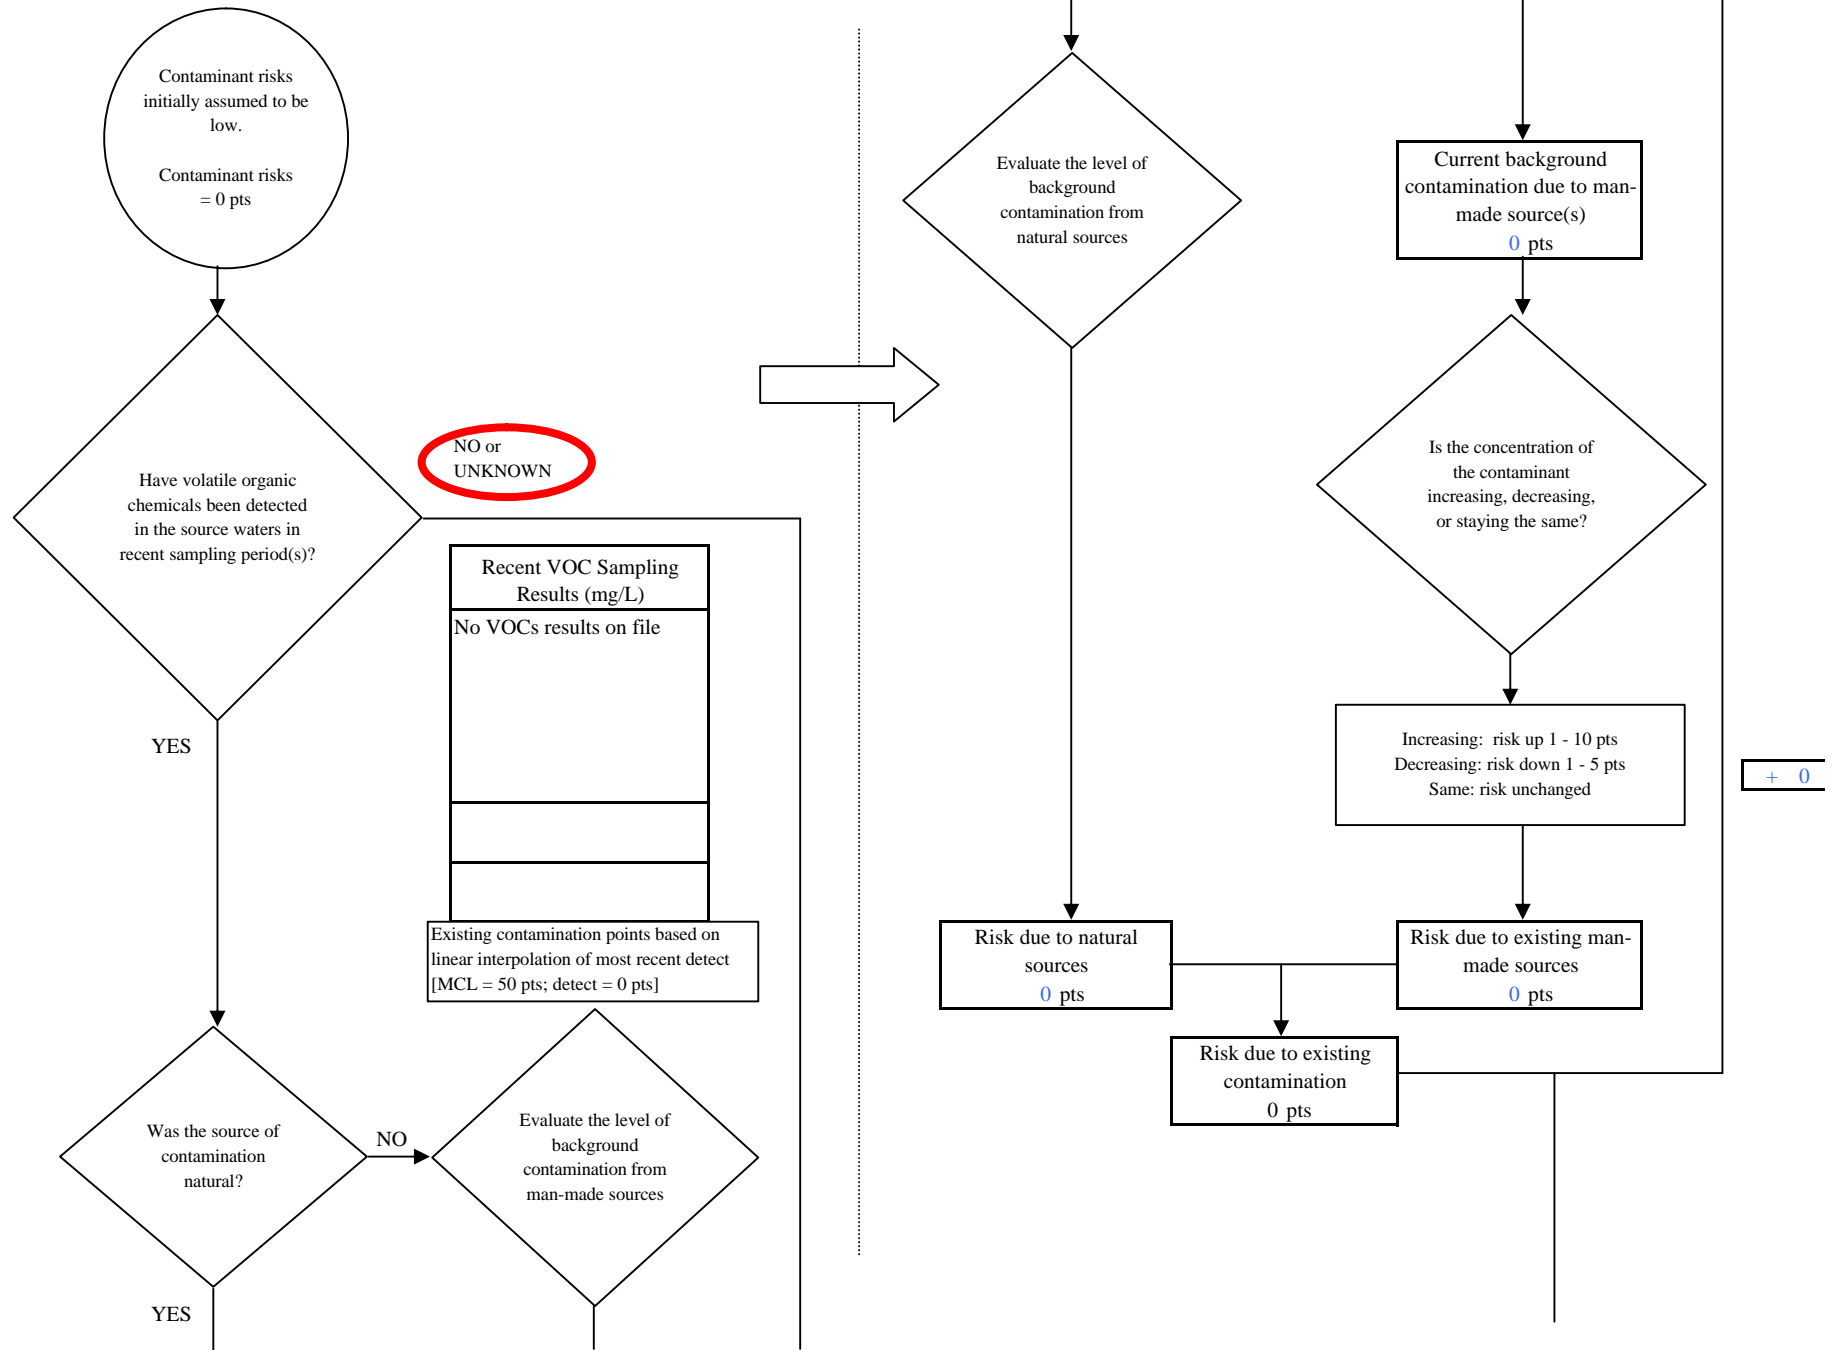 Contaminant risks
initially assumed to be
low.
Contaminant risks
= 0 pts
Have volatile organic
chemicals been detected
in the source waters in
recent sampling period(s)?
NO or
UNKNOWN
Recent VOC Sampling
Results (mg/L)
No VOCs results on file
YES
Existing contamination points based on
linear interpolation of most recent detect
[MCL = 50 pts; detect = 0 pts]
Was the source of
contamination
natural?
NO
Evaluate the level of
background
contamination from
man-made sources
YES
Evaluate the level of
background
contamination from
natural sources
Current background
contamination due to man-
made source(s)
0 pts
Is the concentration of
the contaminant
increasing, decreasing,
or staying the same?
Increasing: risk up 1 - 10 pts
Decreasing: risk down 1 - 5 pts
Same: risk unchanged
+ 0
Risk due to natural
sources
0 pts
Risk due to existing man-
made sources
0 pts
Risk due to existing
contamination
0 pts